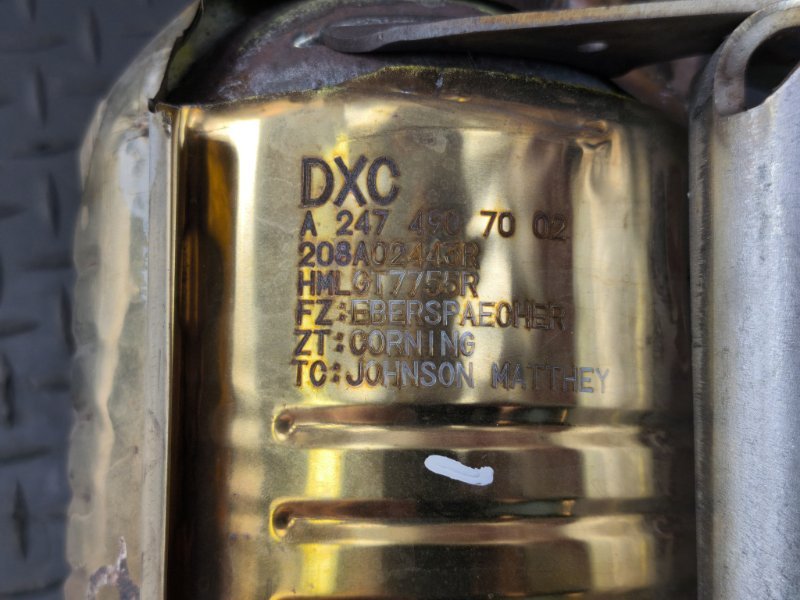 DXC
A 247 490 70 02
208A02443R
HMLGT7755R
FZ:EBERSPAECHER
ZT:CORNING
TC:JOHNSON MATTHEY